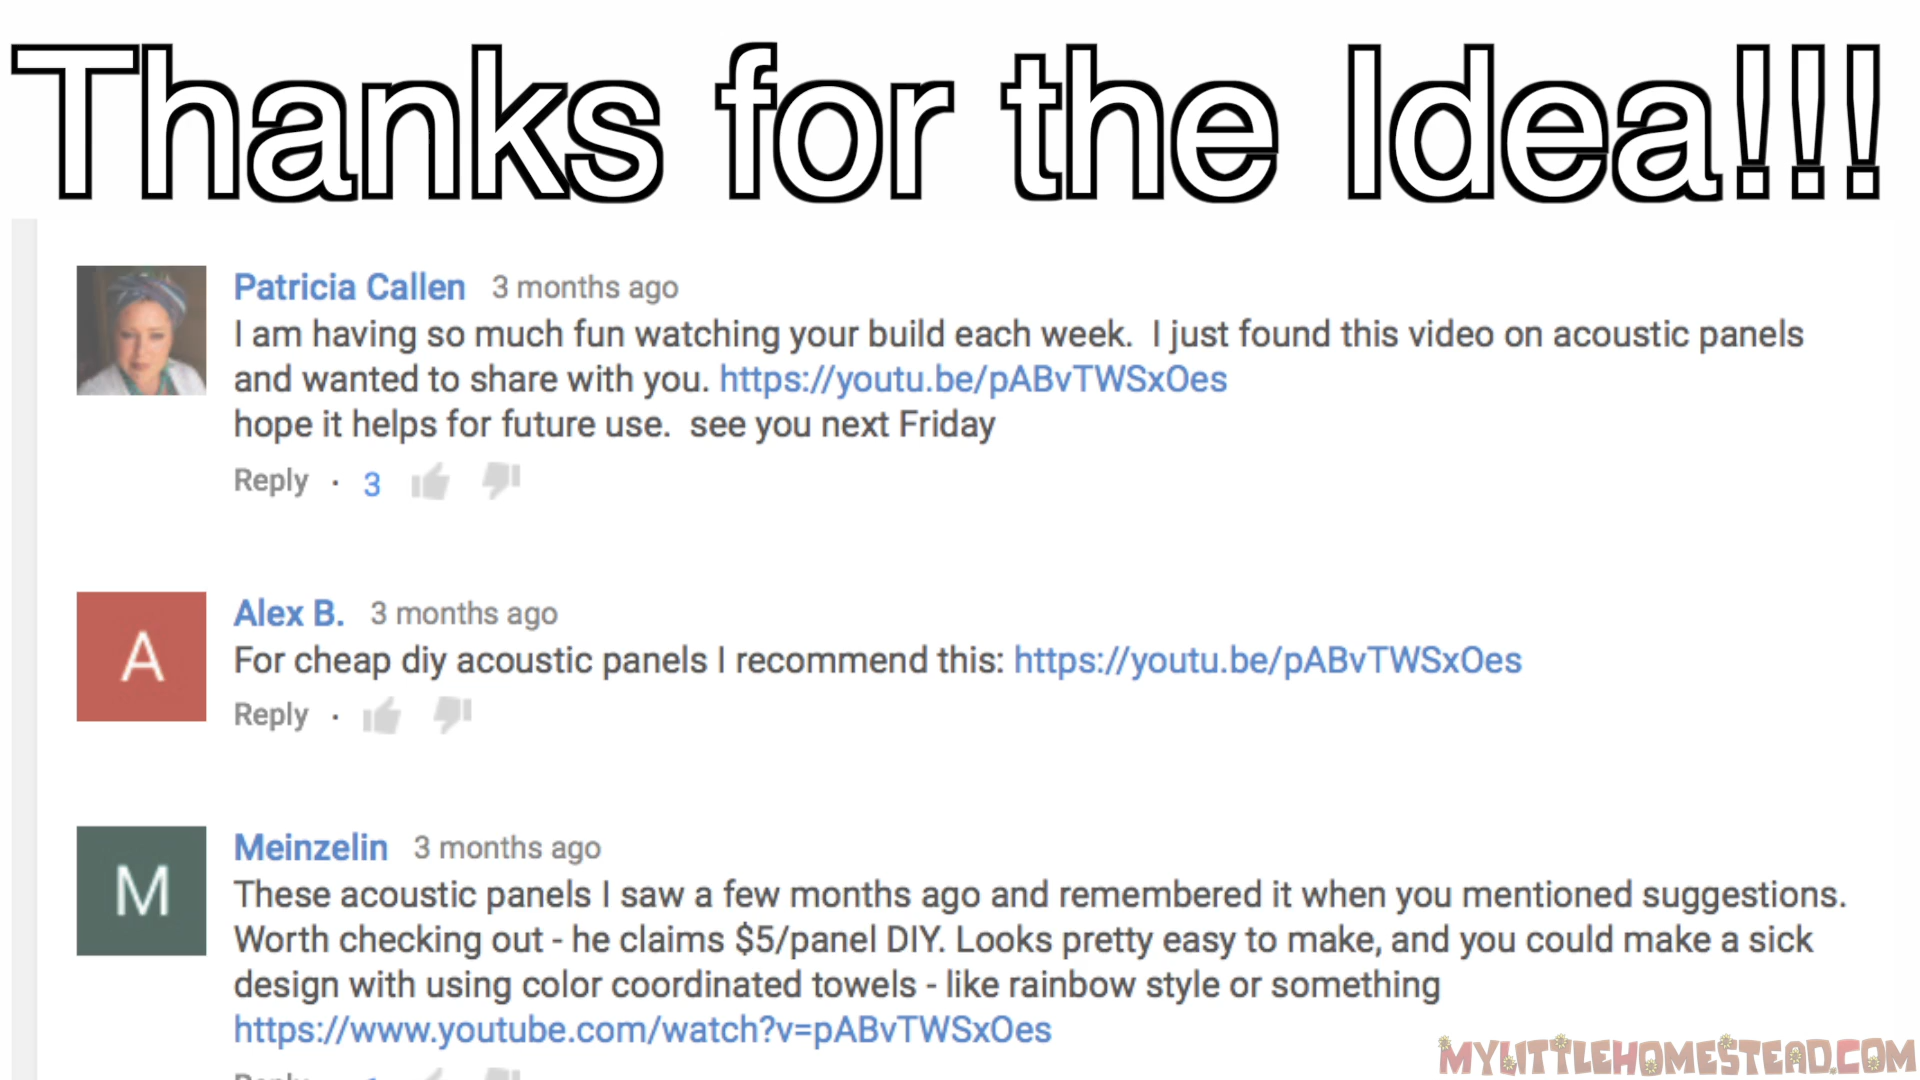 Thanks for the Idea!!!
Patricia Callen 3 months ago
I am having so much fun watching your build each week.  I just found this video on acoustic panels
and wanted to share with you. https://youtu.be/pABvTWSxOes
hope it helps for future use.  see you next Friday
Reply · 3
A
Alex B. 3 months ago
For cheap diy acoustic panels I recommend this: https://youtu.be/pABvTWSxOes
Reply ·
M
Meinzelin 3 months ago
These acoustic panels I saw a few months ago and remembered it when you mentioned suggestions.
Worth checking out - he claims $5/panel DIY. Looks pretty easy to make, and you could make a sick
design with using color coordinated towels - like rainbow style or something
https://www.youtube.com/watch?v=pABvTWSxOes
MYLITTLEHOMESTEAD.COM